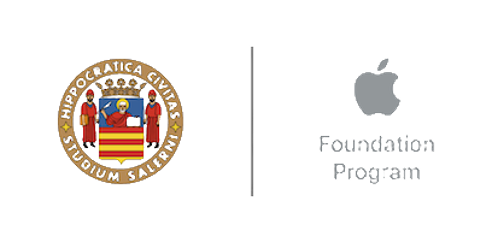 HIPPOCRATICA CIVITAS
STUDIUM SALERNI
Foundation
Program